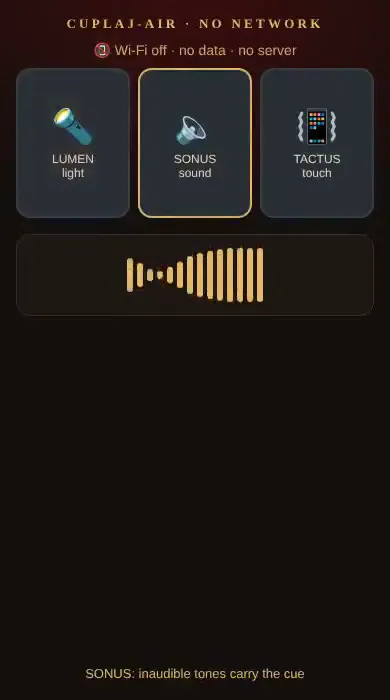 CUPLAJ-AIR · NO NETWORK
Wi-Fi off · no data · no server
LUMEN
light
SONUS
sound
TACTUS
touch
SONUS: inaudible tones carry the cue